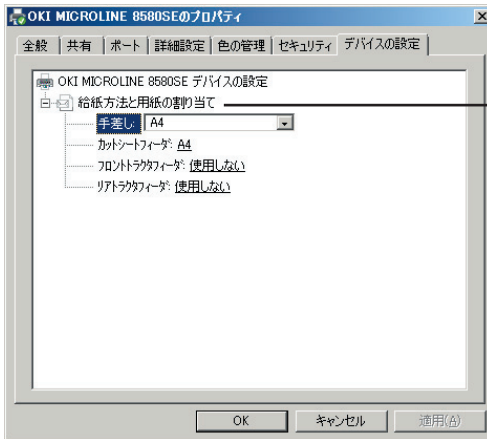 OKI MICROLINE 8580SEのプロパティ
全般 共有 ポート 詳細設定 色の管理 セキュリティ デバイスの設定
OKI MICROLINE 8580SE デバイスの設定
給紙方法と用紙の割り当て
手差し: A4
カットシートフィーダ: A4
フロントトラクタフィーダ: 使用しない
リアトラクタフィーダ: 使用しない
OK キャンセル 適用(A)